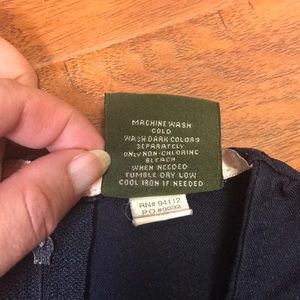 MACHINE WASH
COLD
WASH DARK COLORS
SEPARATELY
ONLY NON-CHLORINE
BLEACH
WHEN NEEDED
TUMBLE DRY LOW
COOL IRON IF NEEDED
RN# 94112
P.O.#9932